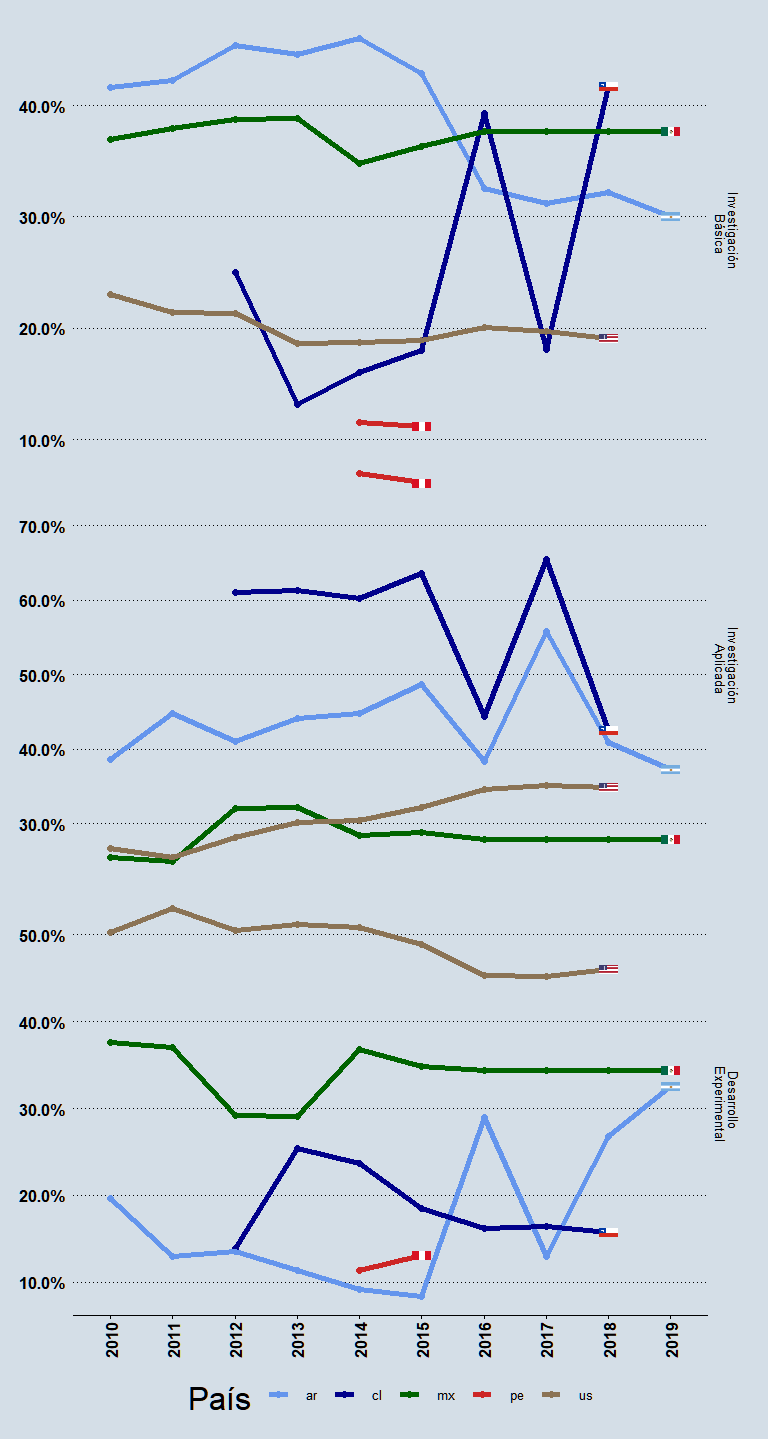 40.0%
30.0%
20.0%
10.0%
Investigación
Básica
70.0%
60.0%
50.0%
40.0%
30.0%
Investigación
Aplicada
50.0%
40.0%
30.0%
20.0%
10.0%
Desarrollo
Experimental
2010 2011 2012 2013 2014 2015 2016 2017 2018 2019
País ar cl mx pe us